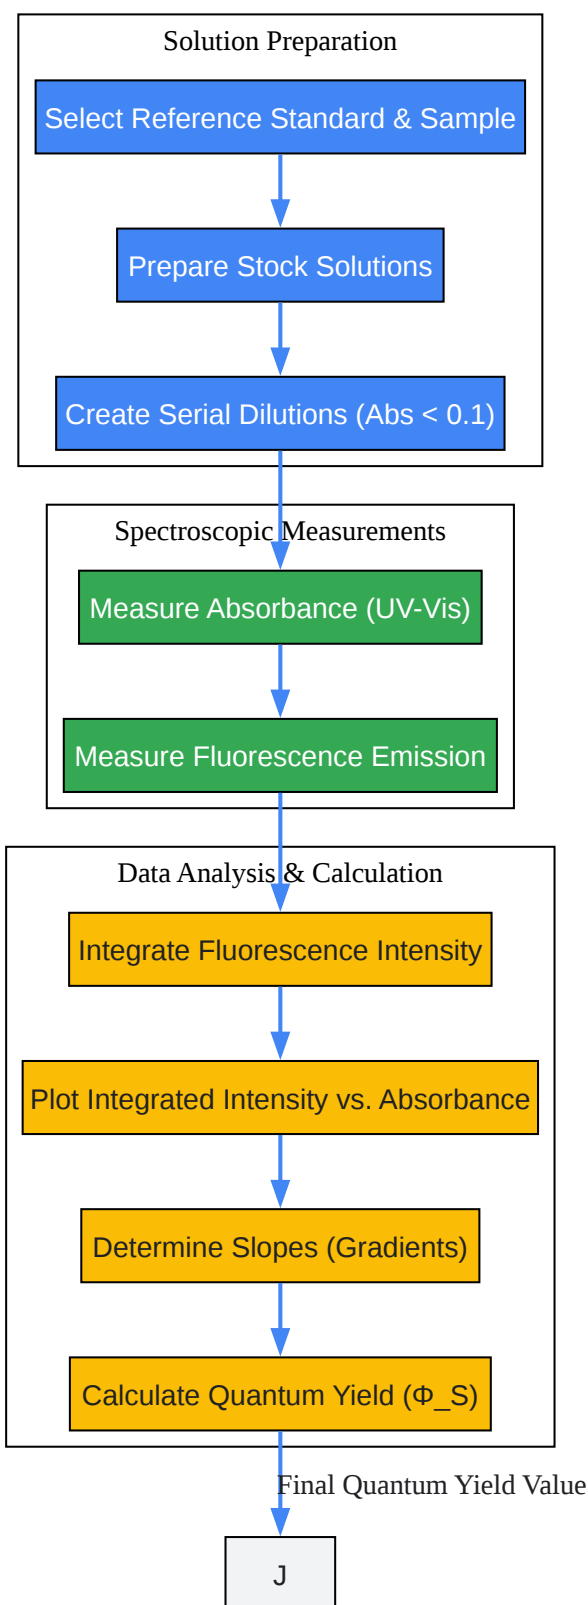 Solution Preparation
Select Reference Standard & Sample
Prepare Stock Solutions
Create Serial Dilutions (Abs < 0.1)
Spectroscopic Measurements
Measure Absorbance (UV-Vis)
Measure Fluorescence Emission
Data Analysis & Calculation
Integrate Fluorescence Intensity
Plot Integrated Intensity vs. Absorbance
Determine Slopes (Gradients)
Calculate Quantum Yield (Φ_S)
Final Quantum Yield Value
J